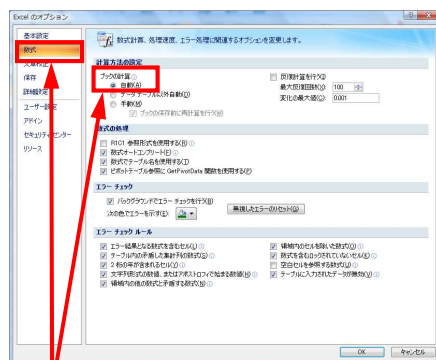 Excel のオプション
基本設定
数式
文章校正
保存
詳細設定
ユーザー設定
アドイン
セキュリティ センター
リソース
数式計算、処理速度、エラー処理に関連するオプションを変更します。
計算方法の設定
ブックの計算
自動(A)
データ テーブル以外自動(D)
手動(M)
ブックの保存前に再計算を行う(W)
反復計算を行う(I)
最大反復回数(X): 100
変化の最大値(C): 0.001
数式の処理
R1C1 参照形式を使用する(R)
数式オートコンプリート(F)
数式でテーブル名を使用する(T)
ピボットテーブル参照に GetPivotData 関数を使用する(P)
エラー チェック
バックグラウンドでエラー チェックを行う(B)
次の色でエラーを示す(E):
無視したエラーのリセット(G)
エラー チェック ルール
エラー結果となる数式を含むセル(L)
テーブル内の矛盾した集計列の数式(S)
2 桁の年が含まれるセル(Y)
文字列形式の数値、またはアポストロフィで始まる数値(H)
領域内の他の数式と矛盾する数式(N)
領域内のセルを除いた数式(O)
数式を含むロックされていないセル(K)
空白セルを参照する数式(U)
テーブルに入力されたデータが無効(V)
OK
キャンセル